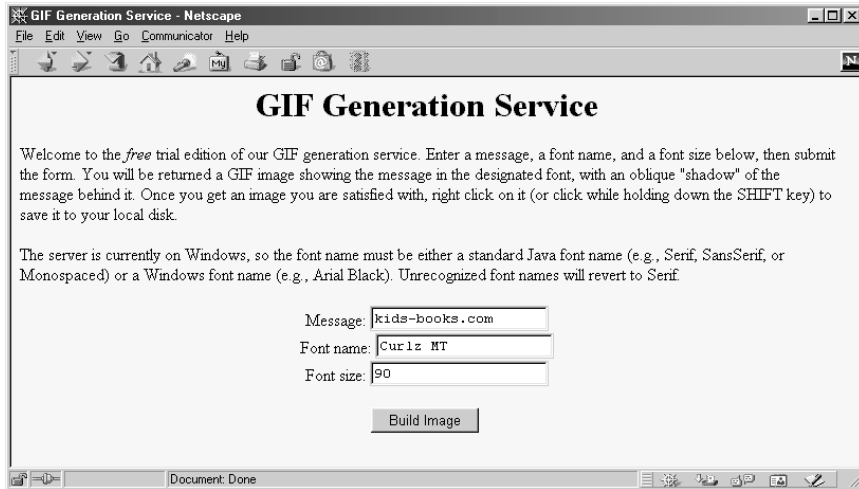 GIF Generation Service - Netscape
File Edit View Go Communicator Help
My
N
GIF Generation Service
Welcome to the free trial edition of our GIF generation service. Enter a message, a font name, and a font size below, then submit
the form. You will be returned a GIF image showing the message in the designated font, with an oblique "shadow" of the
message behind it. Once you get an image you are satisfied with, right click on it (or click while holding down the SHIFT key) to
save it to your local disk.
The server is currently on Windows, so the font name must be either a standard Java font name (e.g., Serif, SansSerif, or
Monospaced) or a Windows font name (e.g., Arial Black). Unrecognized font names will revert to Serif.
Message: kids-books.com
Font name: Curlz MT
Font size: 90
Build Image
Document: Done